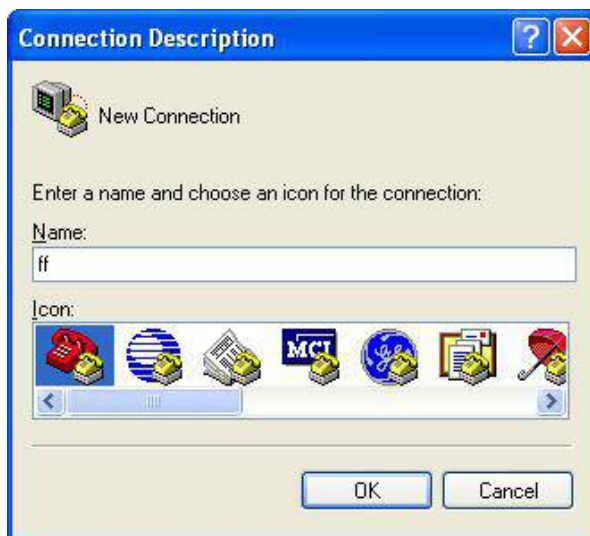 Connection Description
New Connection
Enter a name and choose an icon for the connection:
Name:
ff
Icon:
MCI
OK Cancel